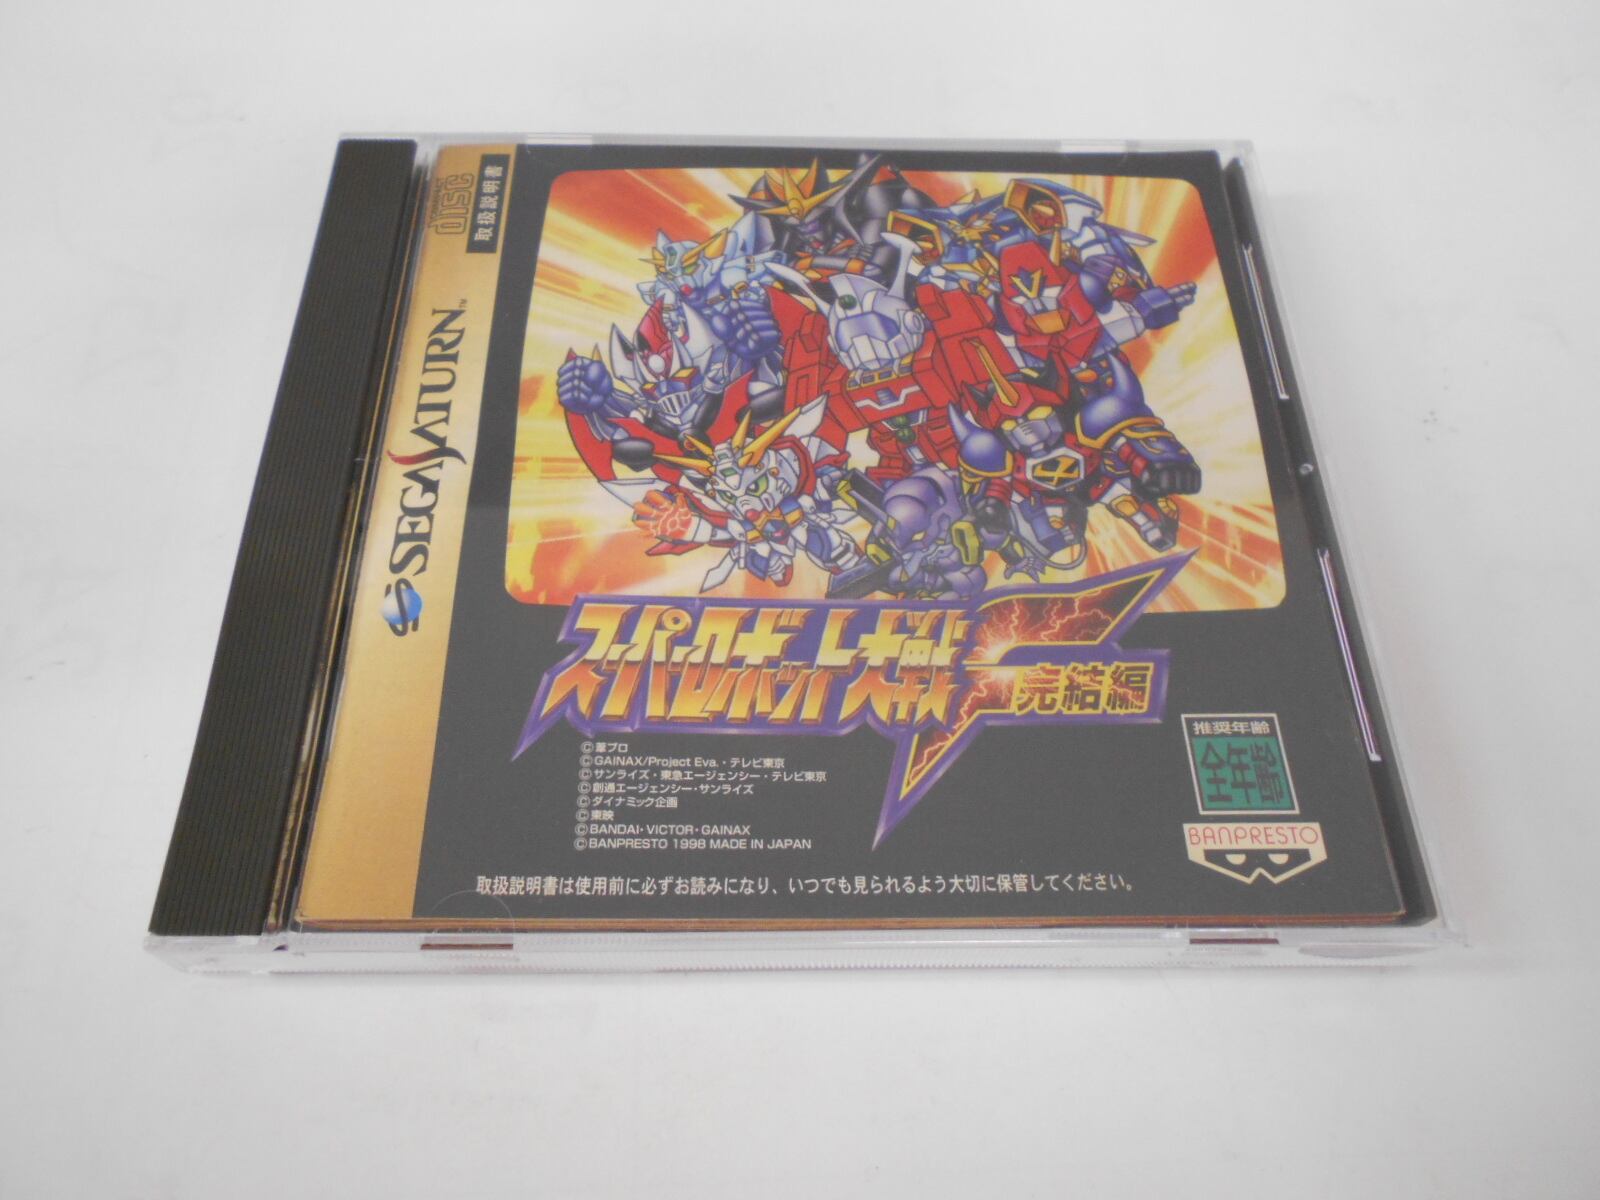 COMPACT DISC
取扱説明書
SEGA SATURN™
V
スーパーロボット大戦F
完結編
©葦プロ
©GAINAX/Project Eva.・テレビ東京
©サンライズ・東急エージェンシー・テレビ東京
©創通エージェンシー・サンライズ
©ダイナミック企画
©東映
©BANDAI・VICTOR・GAINAX
©BANPRESTO 1998 MADE IN JAPAN
推奨年齢
全年齢
BANPRESTO
取扱説明書は使用前に必ずお読みになり、いつでも見られるよう大切に保管してください。